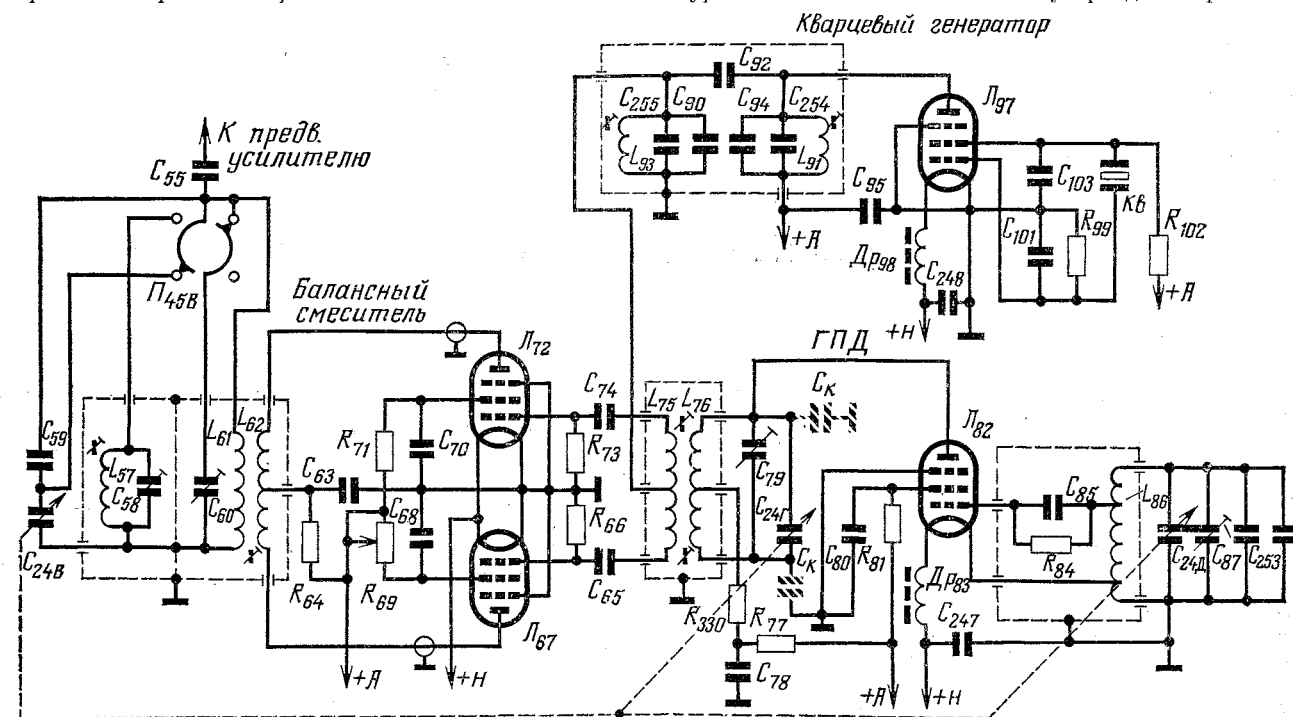 Кварцевый генератор
C92
C255
C90
C94
C254
Л97
L93
L91
C95
+А
C103
Кв
C101
R99
R102
+А
Др98
C248
+Н
К предв.
усилителю
C55
П45В
Балансный
смеситель
Л72
ГПД
C59
L57
C58
C60
L61
L62
C63
R71
C70
C68
R64
R69
C74
R73
R66
C65
Л67
C24В
+А
+Н
L75
L76
Cк
C79
C24Г
Cк
C80
R81
R330
R77
C78
Л82
Др83
C247
+А
+Н
C85
R84
L86
C24Д
C87
C253